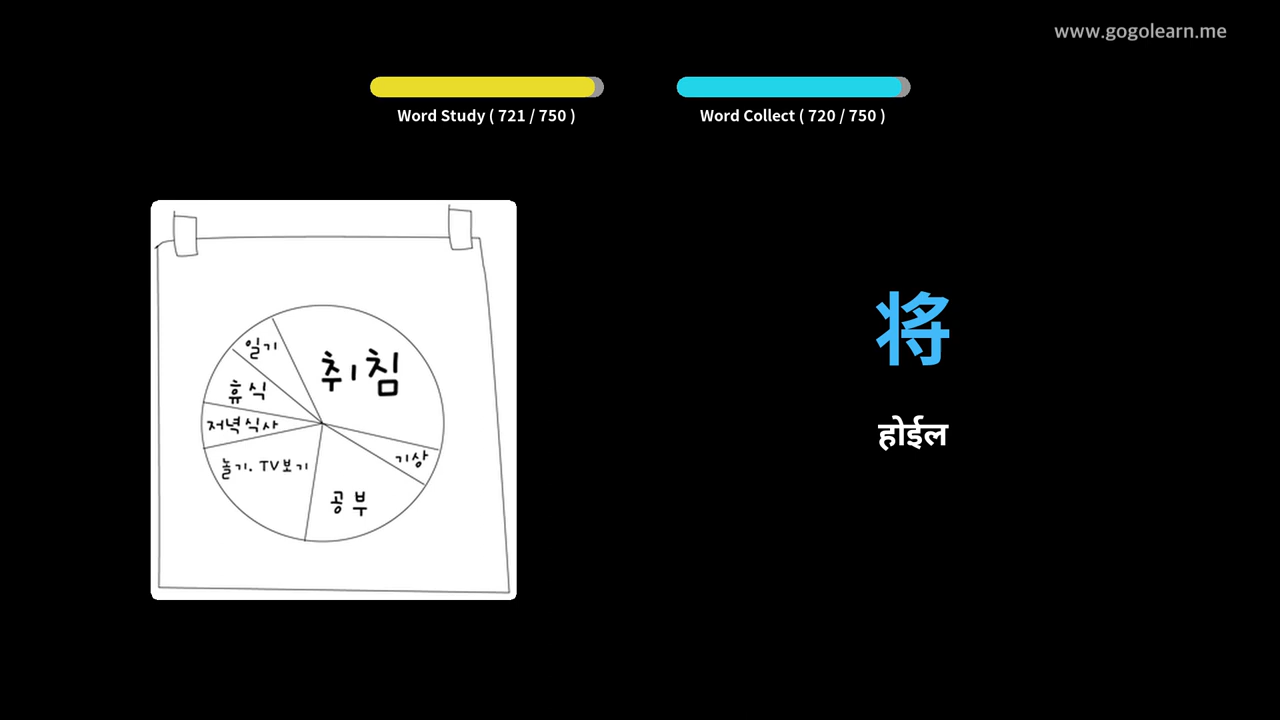 www.gogolearn.me
Word Study ( 721 / 750 )
Word Collect ( 720 / 750 )
일기
취침
휴식
저녁식사
놀기. TV보기
기상
공부
将
होईल